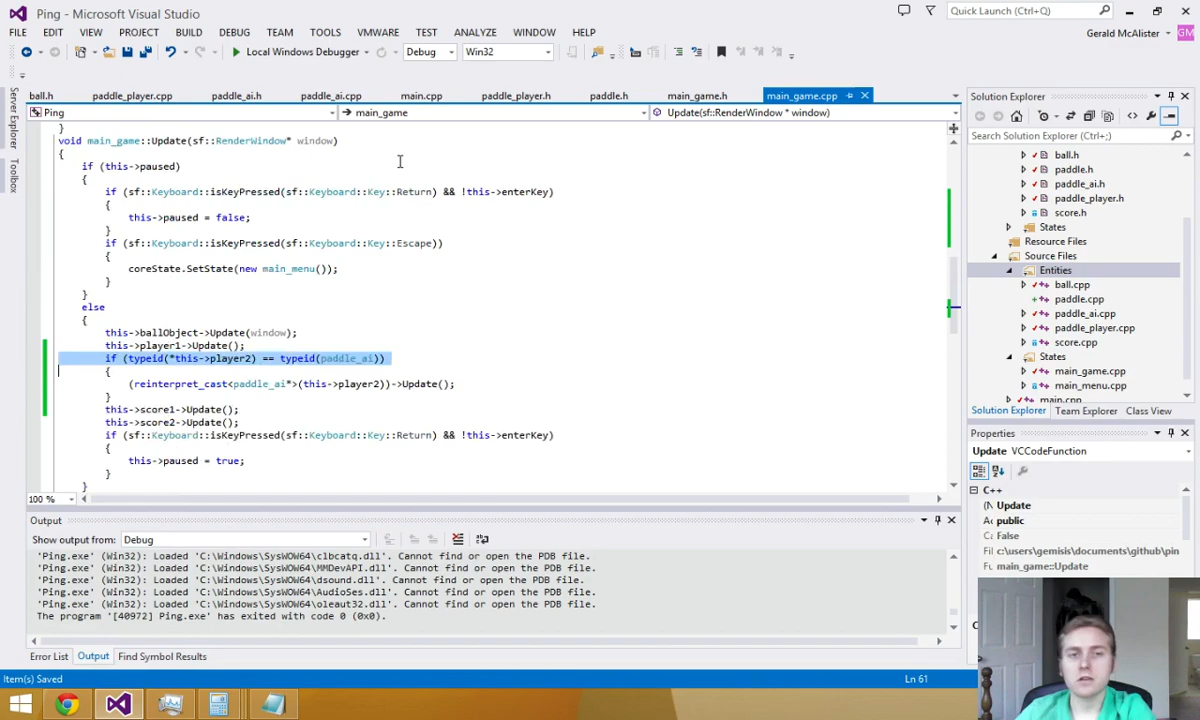 Ping - Microsoft Visual Studio
Quick Launch (Ctrl+;)
FILE EDIT VIEW PROJECT BUILD DEBUG TEAM TOOLS VMWARE TEST ANALYZE WINDOW HELP
Gerald McAlister GM
Local Windows Debugger Debug Win32
Server Explorer
Toolbox
ball.h paddle_player.cpp paddle_ai.h paddle_ai.cpp main.cpp paddle_player.h paddle.h main_game.h main_game.cpp
Ping main_game Update(sf::RenderWindow * window)
}
void main_game::Update(sf::RenderWindow* window)
{
if (this->paused)
{
if (sf::Keyboard::isKeyPressed(sf::Keyboard::Key::Return) && !this->enterKey)
{
this->paused = false;
}
if (sf::Keyboard::isKeyPressed(sf::Keyboard::Key::Escape))
{
coreState.SetState(new main_menu());
}
}
else
{
this->ballObject->Update(window);
this->player1->Update();
if (typeid(*this->player2) == typeid(paddle_ai))
{
(reinterpret_cast<paddle_ai*>(this->player2))->Update();
}
this->score1->Update();
this->score2->Update();
if (sf::Keyboard::isKeyPressed(sf::Keyboard::Key::Return) && !this->enterKey)
{
this->paused = true;
}
}
100 %
Output
Show output from: Debug
'Ping.exe' (Win32): Loaded 'C:\Windows\SysWOW64\clbcatq.dll'. Cannot find or open the PDB file.
'Ping.exe' (Win32): Loaded 'C:\Windows\SysWOW64\MMDevAPI.dll'. Cannot find or open the PDB file.
'Ping.exe' (Win32): Loaded 'C:\Windows\SysWOW64\dsound.dll'. Cannot find or open the PDB file.
'Ping.exe' (Win32): Loaded 'C:\Windows\SysWOW64\AudioSes.dll'. Cannot find or open the PDB file.
'Ping.exe' (Win32): Loaded 'C:\Windows\SysWOW64\oleaut32.dll'. Cannot find or open the PDB file.
The program '[40972] Ping.exe' has exited with code 0 (0x0).
Error List Output Find Symbol Results
Item(s) Saved
Ln 61
Solution Explorer
Search Solution Explorer (Ctrl+;)
ball.h
paddle.h
paddle_ai.h
paddle_player.h
score.h
States
Resource Files
Source Files
Entities
ball.cpp
paddle.cpp
paddle_ai.cpp
paddle_player.cpp
score.cpp
States
main_game.cpp
main_menu.cpp
main.cpp
Solution Explorer Team Explorer Class View
Properties
Update VCCodeFunction
C++
(N Update
Ac public
Ca False
Fil c:\users\gemisis\documents\github\pin
Fu main_game::Update